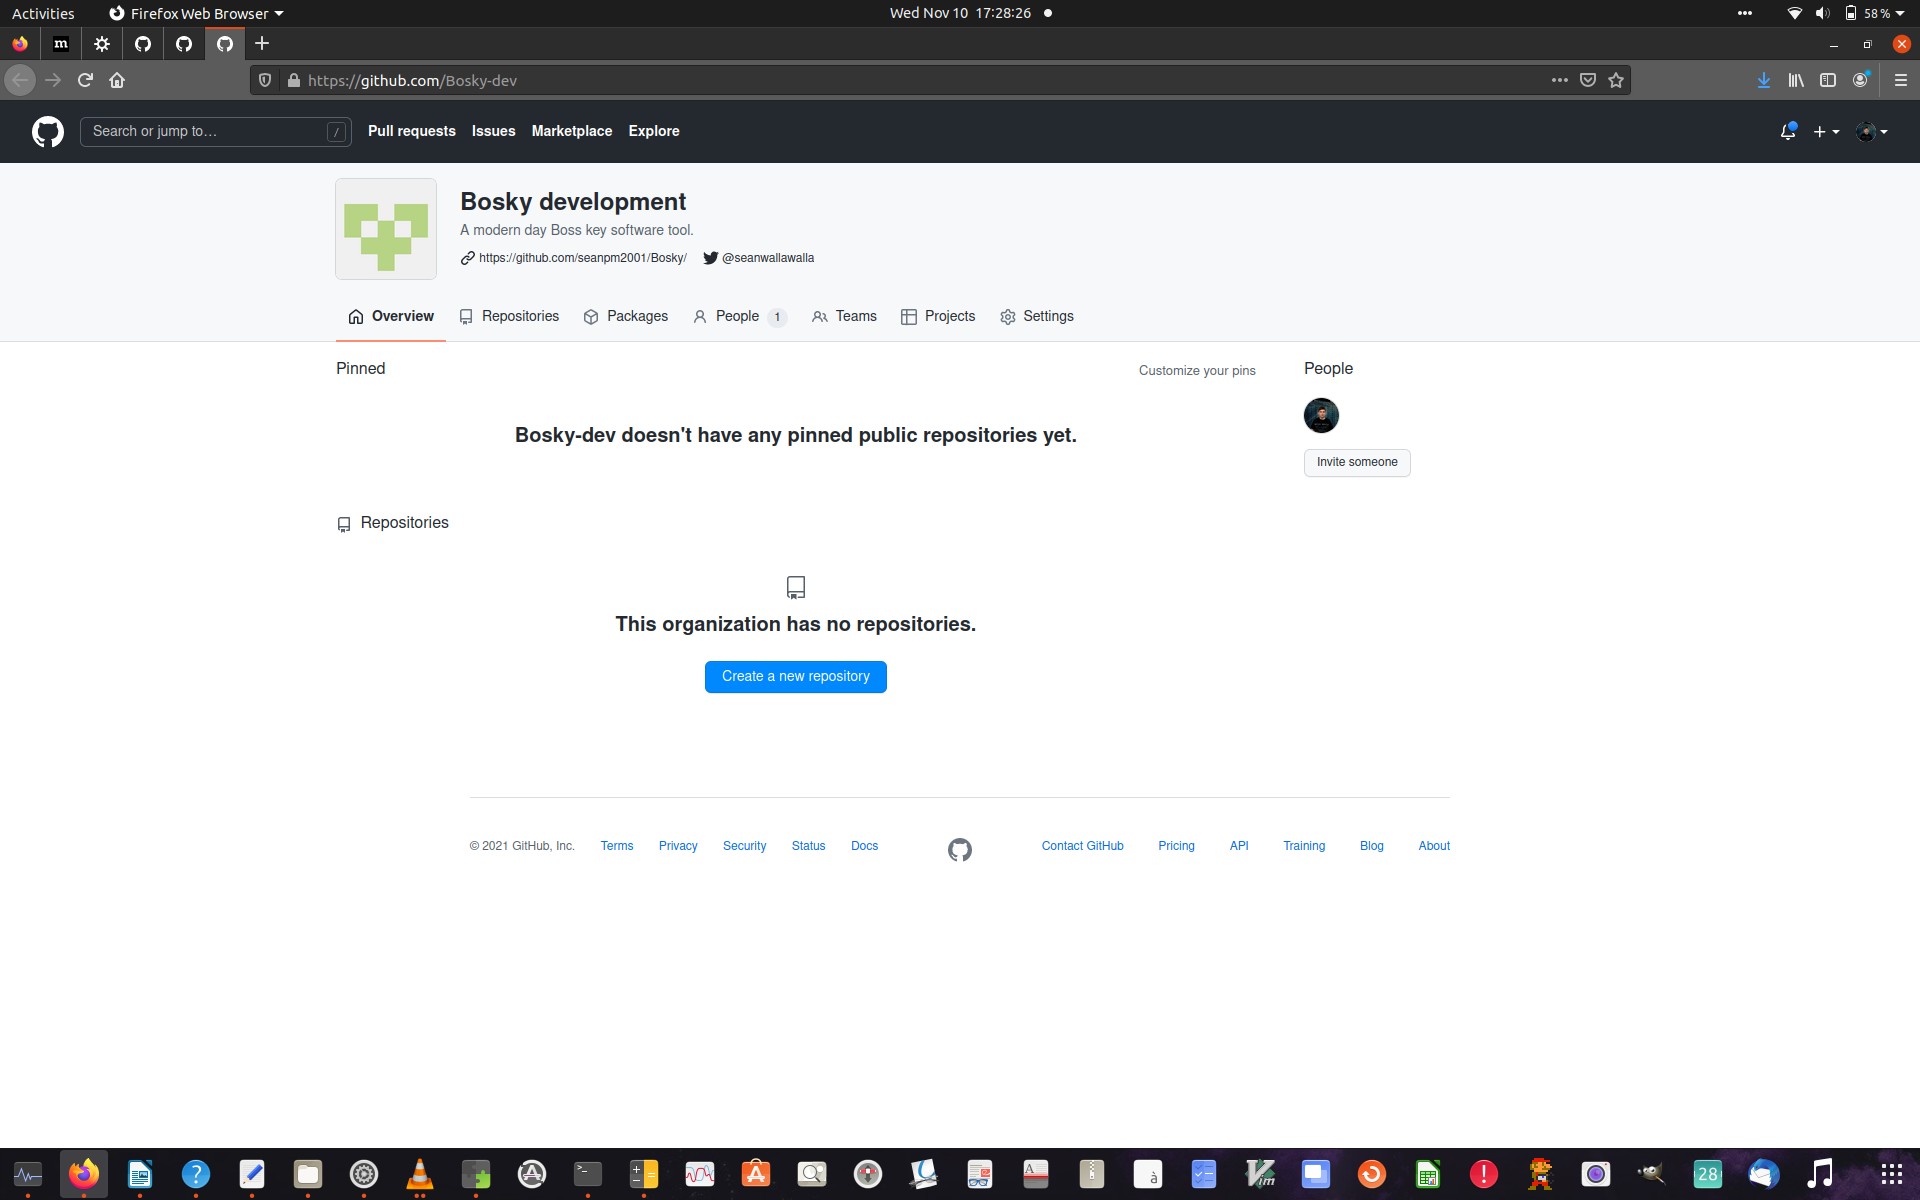 Activities
Firefox Web Browser
Wed Nov 10 17:28:26
58 %
m
https://github.com/Bosky-dev
Search or jump to…
/
Pull requests
Issues
Marketplace
Explore
Bosky development
A modern day Boss key software tool.
https://github.com/seanpm2001/Bosky/
@seanwallawalla
Overview
Repositories
Packages
People 1
Teams
Projects
Settings
Pinned
Customize your pins
People
Bosky-dev doesn't have any pinned public repositories yet.
Invite someone
Repositories
This organization has no repositories.
Create a new repository
© 2021 GitHub, Inc.
Terms
Privacy
Security
Status
Docs
Contact GitHub
Pricing
API
Training
Blog
About
?
>_
A
à
Vim
!
28